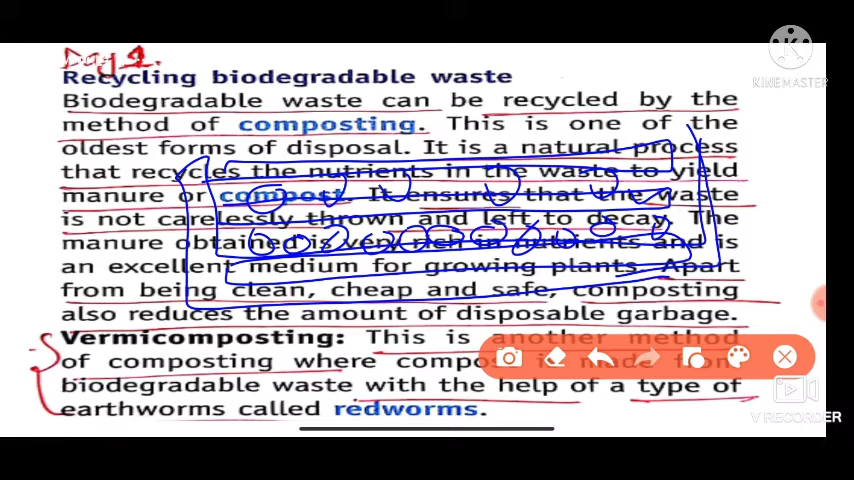 Day 1.
KINEMASTER
Recycling biodegradable waste
Biodegradable waste can be recycled by the
method of composting. This is one of the
oldest forms of disposal. It is a natural process
that recycles the nutrients in the waste to yield
manure or compost. It ensures that the waste
is not carelessly thrown and left to decay. The
manure obtained is very rich in nutrients and is
an excellent medium for growing plants. Apart
from being clean, cheap and safe, composting
also reduces the amount of disposable garbage.
Vermicomposting: This is another method
of composting where compost is made from
biodegradable waste with the help of a type of
earthworms called redworms.
V RECORDER